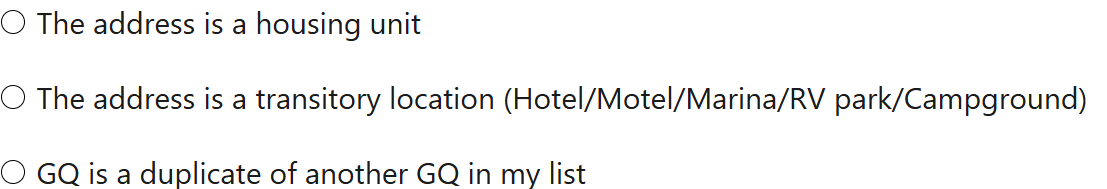 The address is a housing unit
The address is a transitory location (Hotel/Motel/Marina/RV park/Campground)
GQ is a duplicate of another GQ in my list